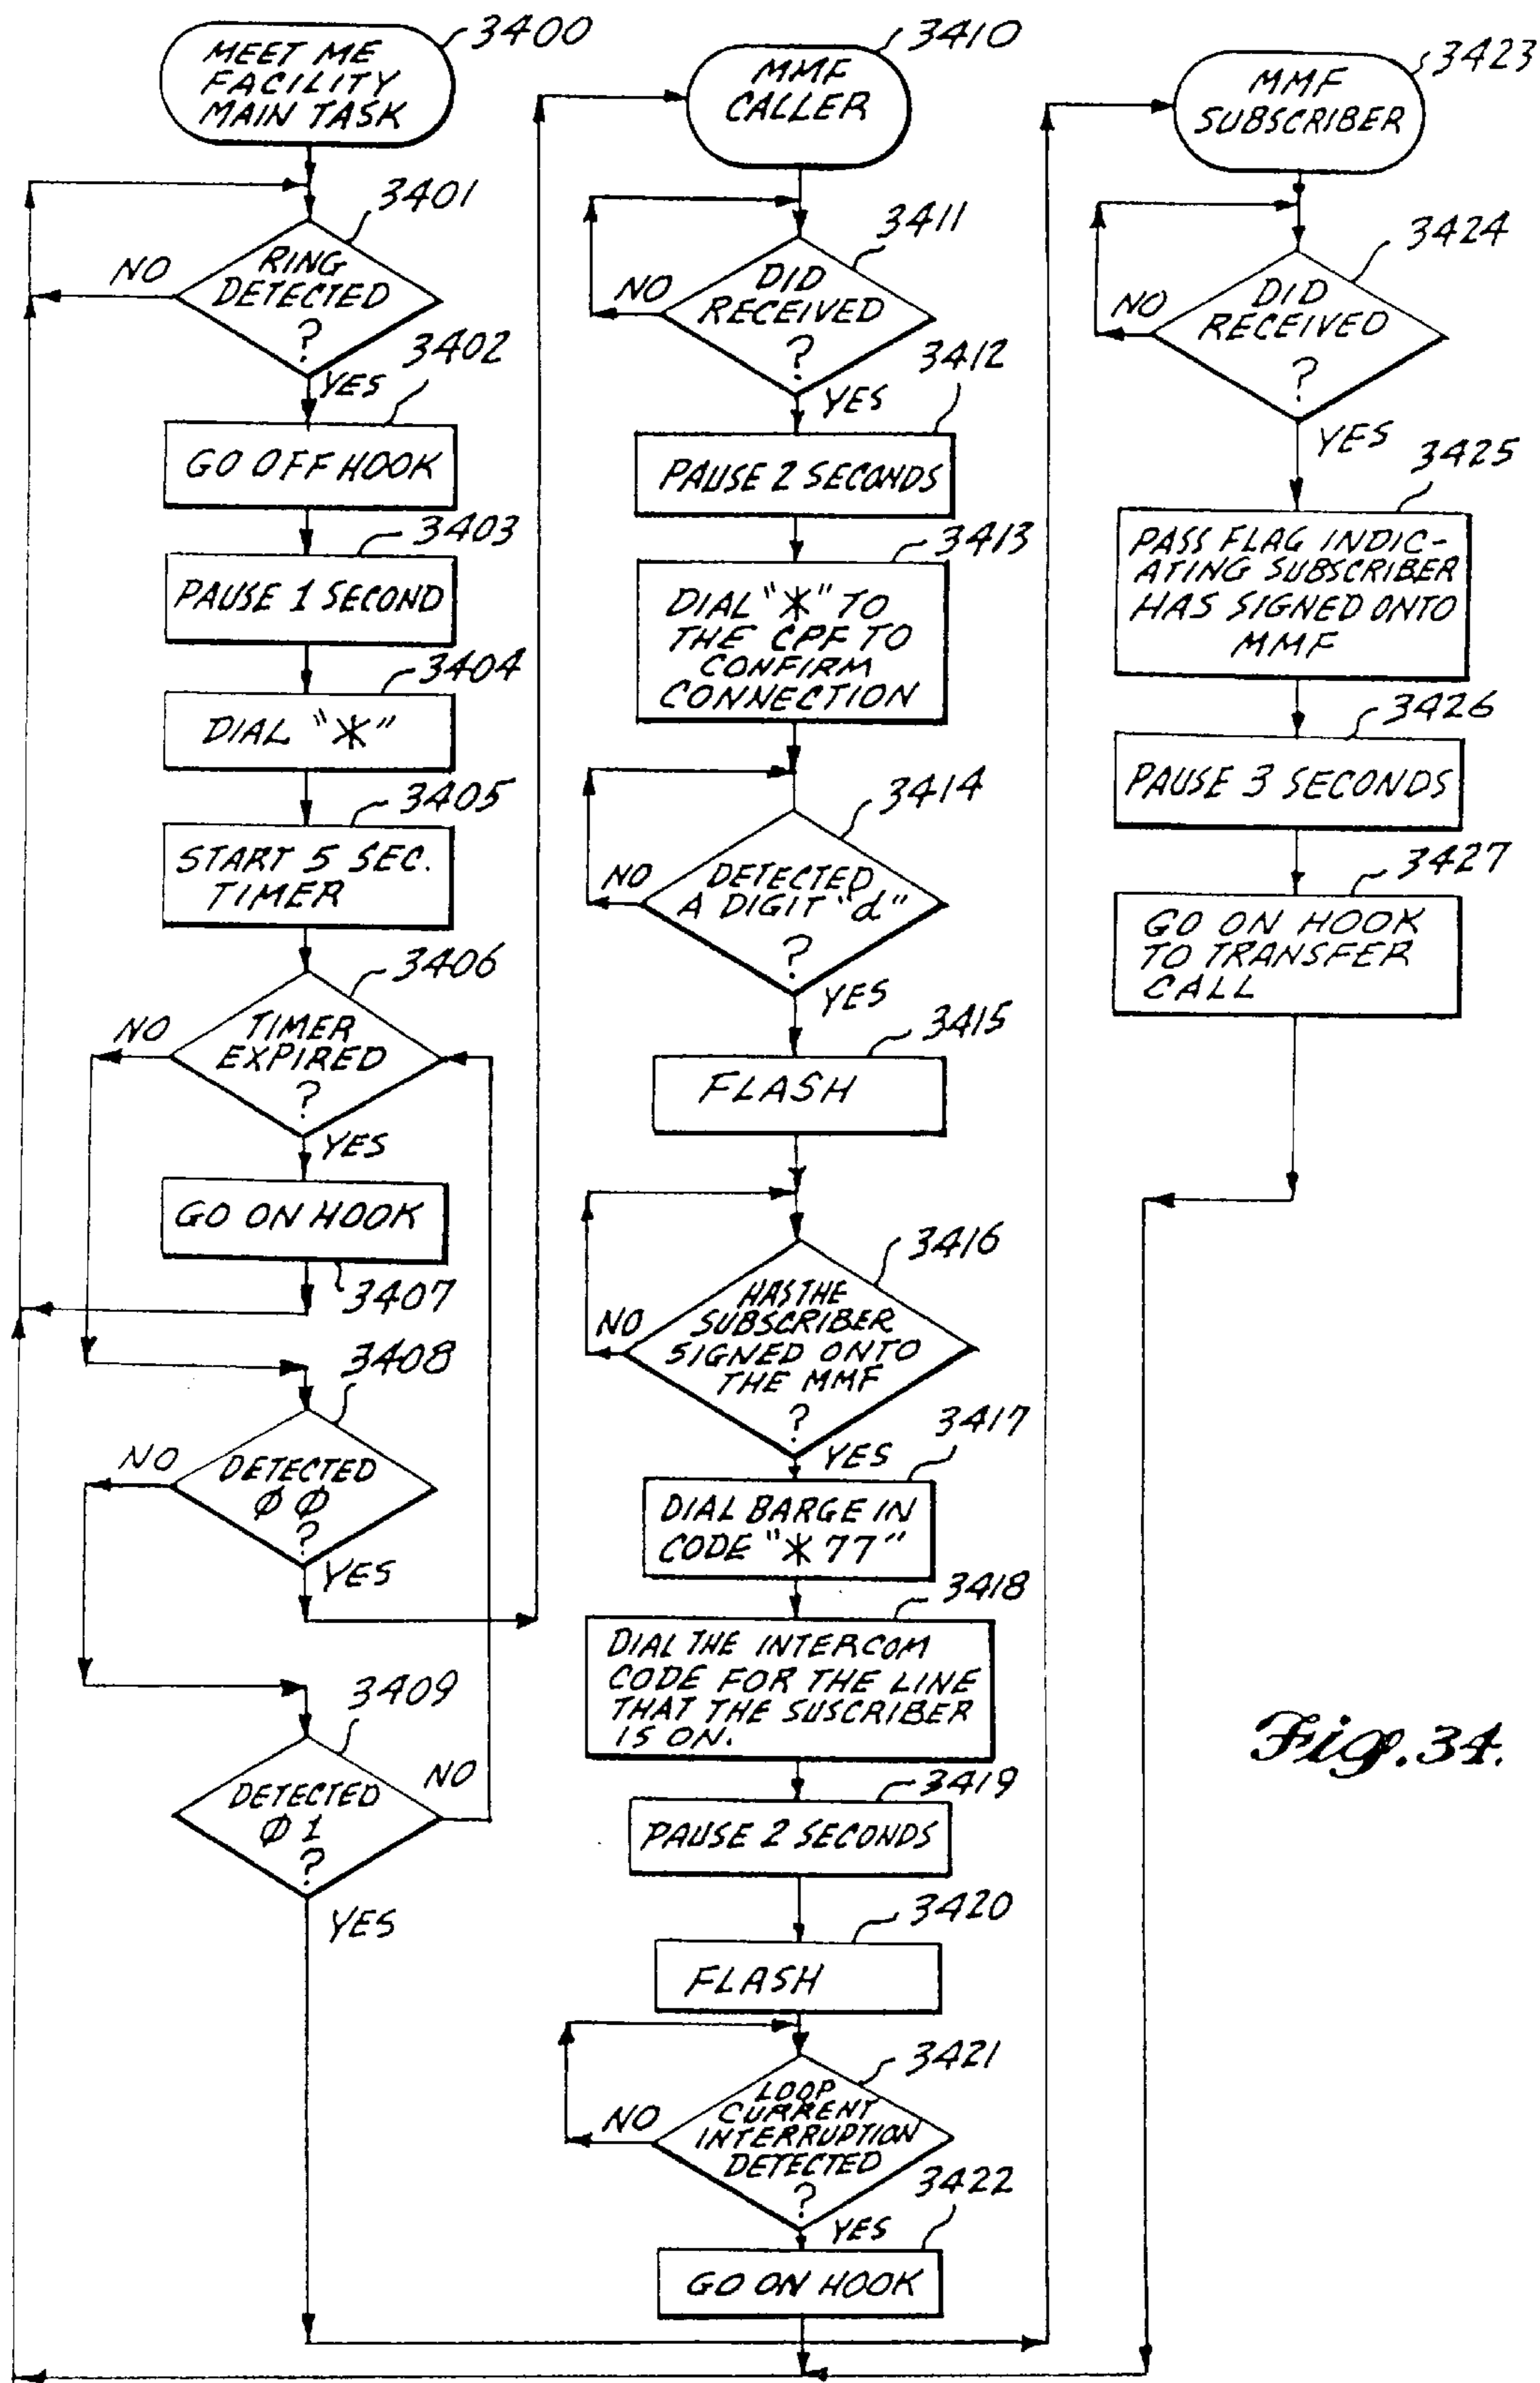 3400
MEET ME
FACILITY
MAIN TASK
3401
RING
DETECTED
?
NO
YES
3402
GO OFF HOOK
3403
PAUSE 1 SECOND
3404
DIAL "*"
3405
START 5 SEC.
TIMER
3406
TIMER
EXPIRED
?
NO
YES
GO ON HOOK
3407
3408
DETECTED
ØØ
?
NO
YES
3409
DETECTED
Ø1
?
NO
YES
3410
MMF
CALLER
3411
DID
RECEIVED
?
NO
YES
3412
PAUSE 2 SECONDS
3413
DIAL "*" TO
THE CPF TO
CONFIRM
CONNECTION
3414
DETECTED
A DIGIT "d"
?
NO
YES
3415
FLASH
3416
HAS THE
SUBSCRIBER
SIGNED ONTO
THE MMF
?
NO
YES
3417
DIAL BARGE IN
CODE "*77"
3418
DIAL THE INTERCOM
CODE FOR THE LINE
THAT THE SUSCRIBER
IS ON.
3419
PAUSE 2 SECONDS
3420
FLASH
3421
LOOP
CURRENT
INTERRUPTION
DETECTED
?
NO
YES
3422
GO ON HOOK
3423
MMF
SUBSCRIBER
3424
DID
RECEIVED
?
NO
YES
3425
PASS FLAG INDIC-
ATING SUBSCRIBER
HAS SIGNED ONTO
MMF
3426
PAUSE 3 SECONDS
3427
GO ON HOOK
TO TRANSFER
CALL
Fig. 34.